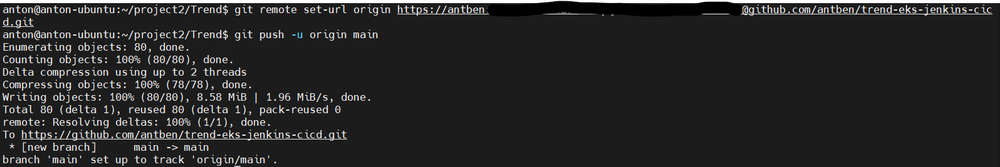 anton@anton-ubuntu:~/project2/Trend$ git remote set-url origin https://antben: @github.com/antben/trend-eks-jenkins-cic
d.git
anton@anton-ubuntu:~/project2/Trend$ git push -u origin main
Enumerating objects: 80, done.
Counting objects: 100% (80/80), done.
Delta compression using up to 2 threads
Compressing objects: 100% (78/78), done.
Writing objects: 100% (80/80), 8.58 MiB | 1.96 MiB/s, done.
Total 80 (delta 1), reused 80 (delta 1), pack-reused 0
remote: Resolving deltas: 100% (1/1), done.
To https://github.com/antben/trend-eks-jenkins-cicd.git
 * [new branch]      main -> main
branch 'main' set up to track 'origin/main'.